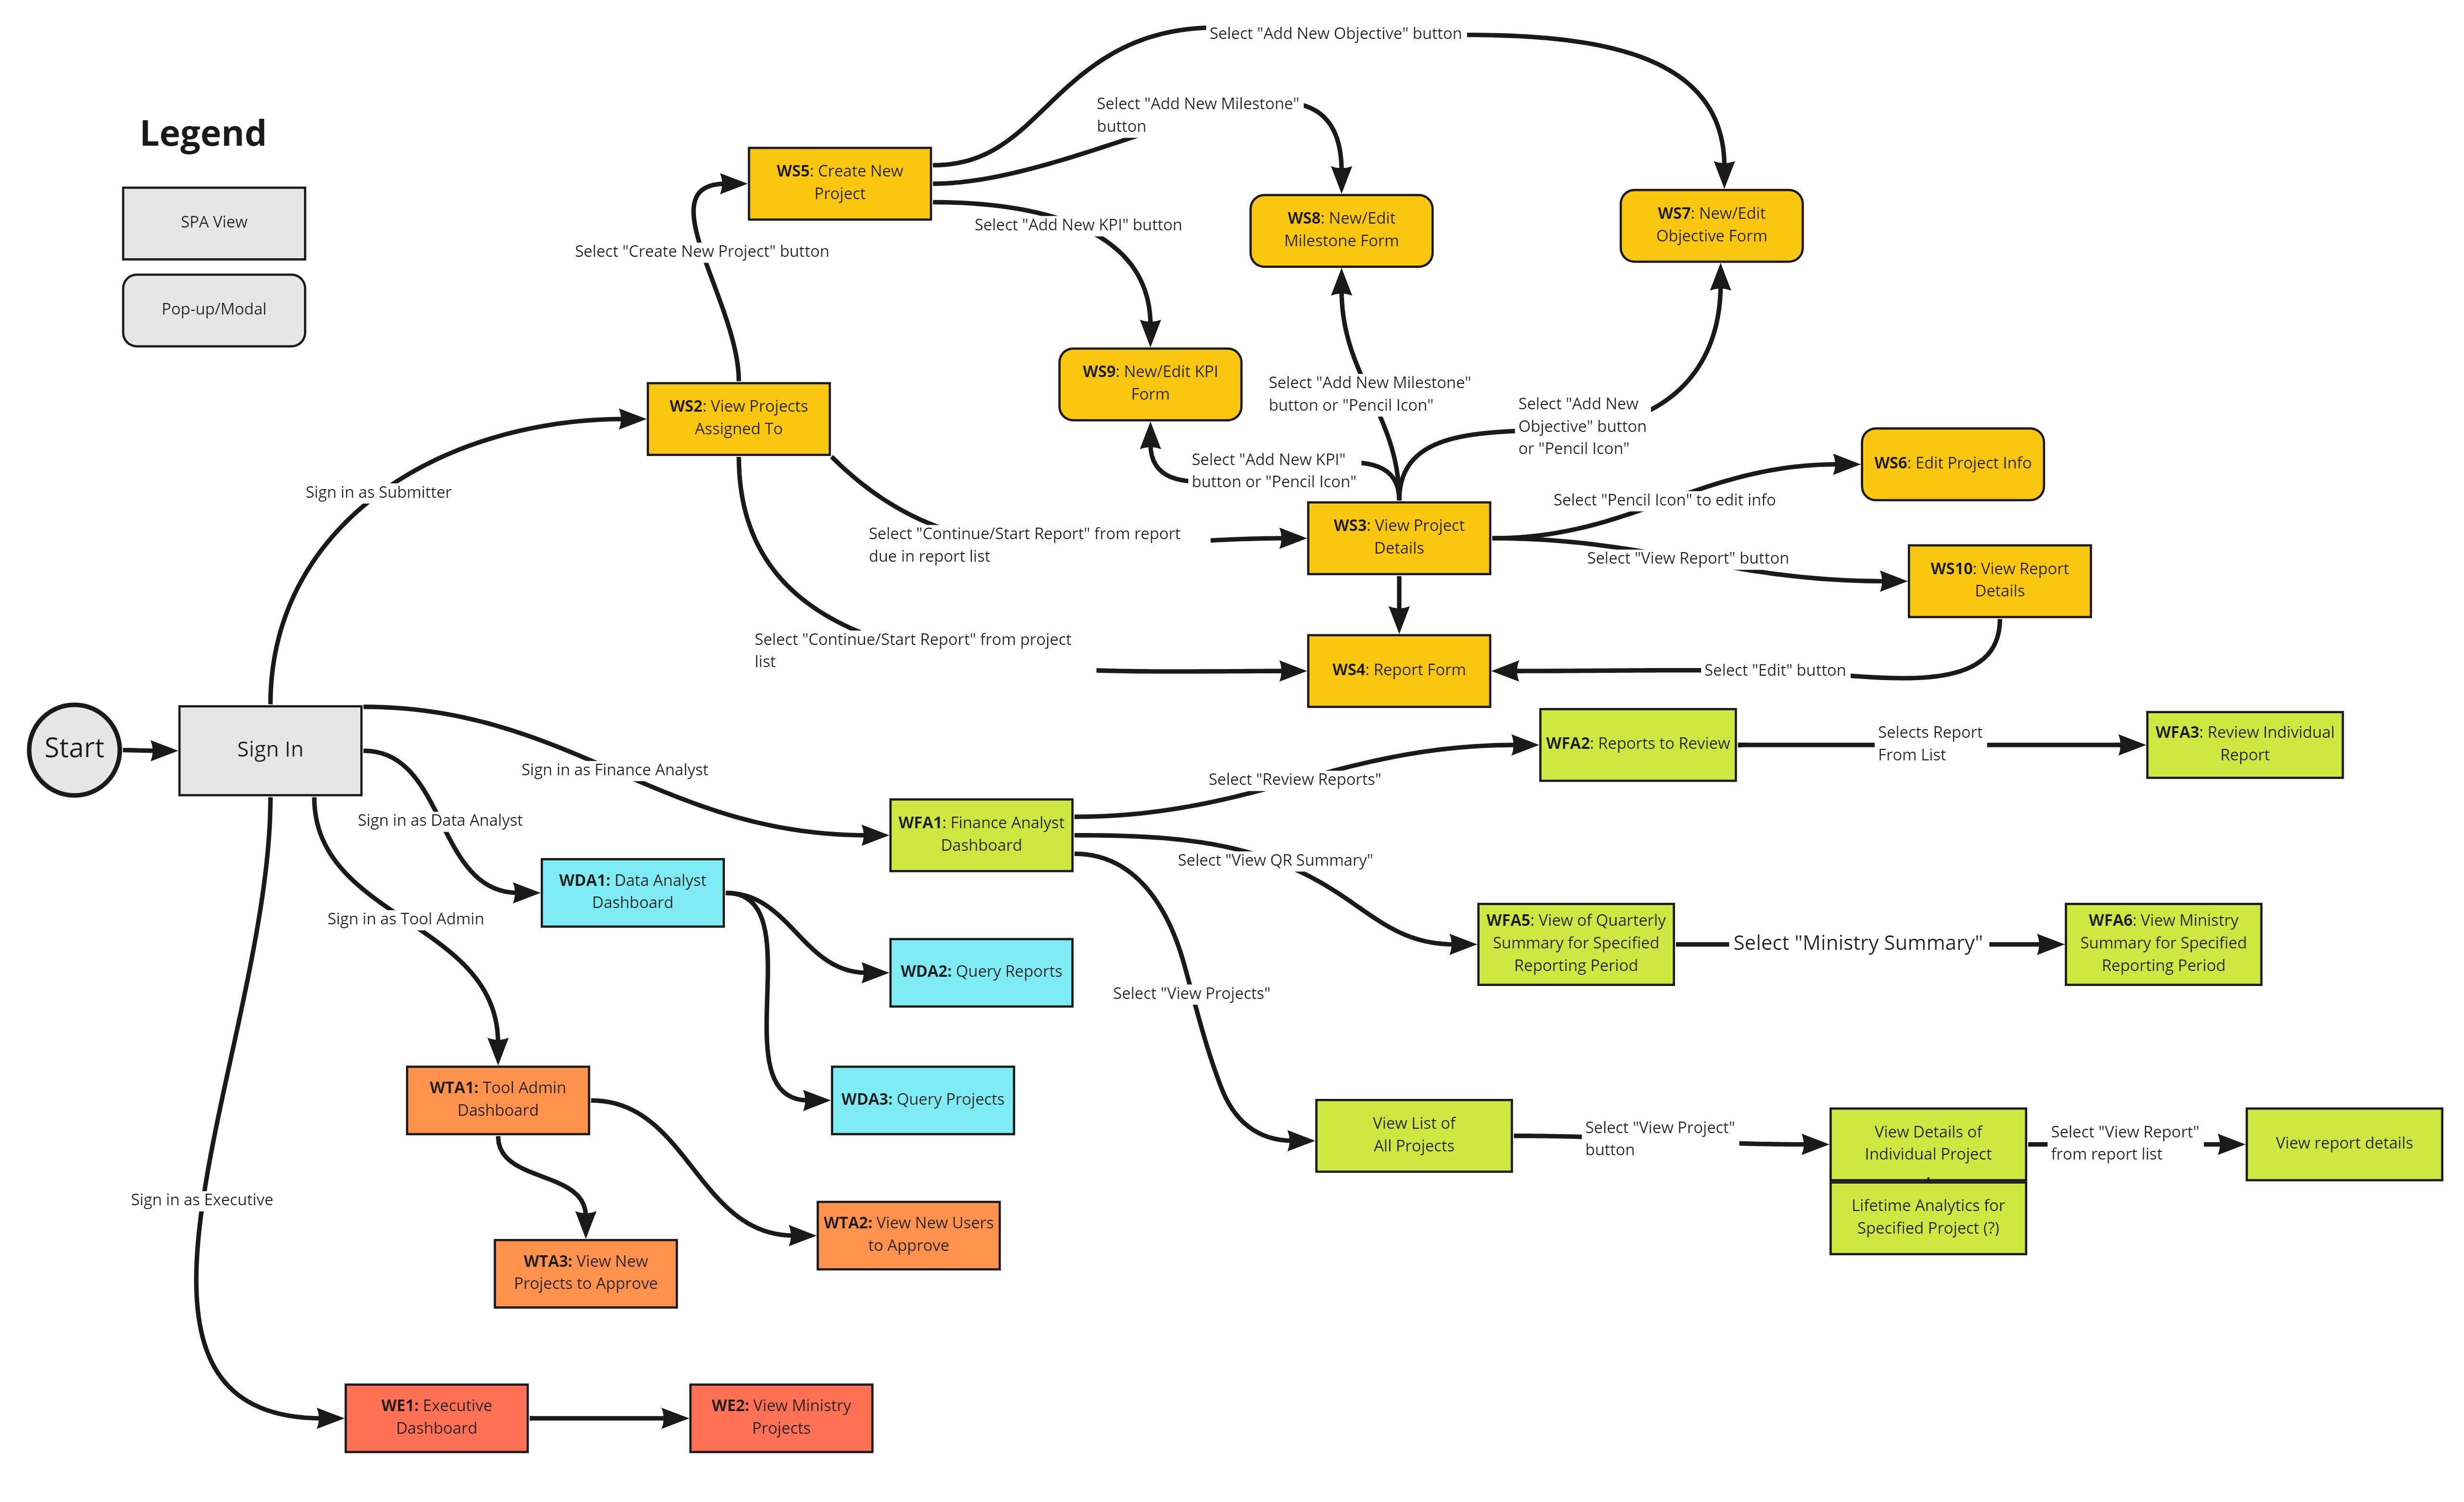 Select "Add New Objective" button
Legend
Select "Add New Milestone"
button
SPA View
WS5: Create New
Project
WS8: New/Edit
Milestone Form
WS7: New/Edit
Objective Form
Select "Add New KPI" button
Select "Create New Project" button
Pop-up/Modal
WS9: New/Edit KPI
Form
Select "Add New Milestone"
button or "Pencil Icon"
WS2: View Projects
Assigned To
Select "Add New
Objective" button
or "Pencil Icon"
Select "Add New KPI"
button or "Pencil Icon"
WS6: Edit Project Info
Sign in as Submitter
Select "Pencil Icon" to edit info
Select "Continue/Start Report" from report
due in report list
WS3: View Project
Details
Select "View Report" button
WS10: View Report
Details
Select "Continue/Start Report" from project
list
WS4: Report Form
Select "Edit" button
Start
Sign In
Sign in as Finance Analyst
WFA2: Reports to Review
Selects Report
From List
WFA3: Review Individual
Report
Select "Review Reports"
Sign in as Data Analyst
WFA1: Finance Analyst
Dashboard
Select "View QR Summary"
WDA1: Data Analyst
Dashboard
Sign in as Tool Admin
WFA5: View of Quarterly
Summary for Specified
Reporting Period
Select "Ministry Summary"
WFA6: View Ministry
Summary for Specified
Reporting Period
WDA2: Query Reports
Select "View Projects"
WTA1: Tool Admin
Dashboard
WDA3: Query Projects
View List of
All Projects
Select "View Project"
button
View Details of
Individual Project
Select "View Report"
from report list
View report details
Sign in as Executive
Lifetime Analytics for
Specified Project (?)
WTA2: View New Users
to Approve
WTA3: View New
Projects to Approve
WE1: Executive
Dashboard
WE2: View Ministry
Projects